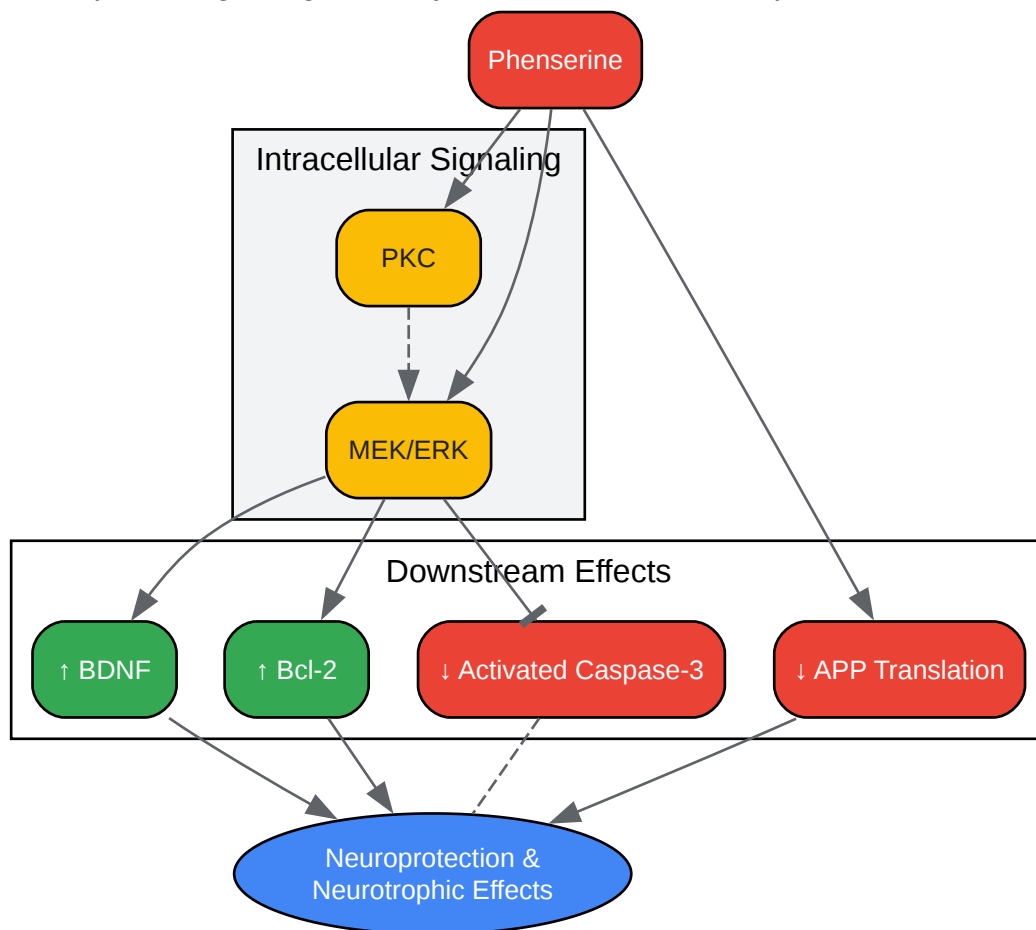 Phenserine
Intracellular Signaling
PKC
MEK/ERK
Downstream Effects
↑ BDNF
↑ Bcl-2
↓ Activated Caspase-3
↓ APP Translation
Neuroprotection &
Neurotrophic Effects